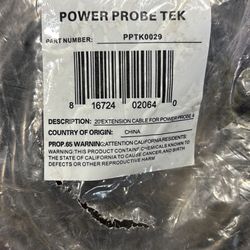 POWER PROBE TEK
PART NUMBER: PPTK0029
8 16724 02064 0
DESCRIPTION: 20'EXTENSION CABLE FOR POWER PROBE
COUNTRY OF ORIGIN: CHINA
PROP.65 WARNING:ATTENTION CALIFORNIA RESIDENTS:
WARNING:THIS PRODUCT CONTAINS CHEMICALS KNOWN TO
THE STATE OF CALIFORNIA TO CAUSE CANCER,AND BIRTH
DEFECTS OR OTHER REPRODUCTIVE HARM